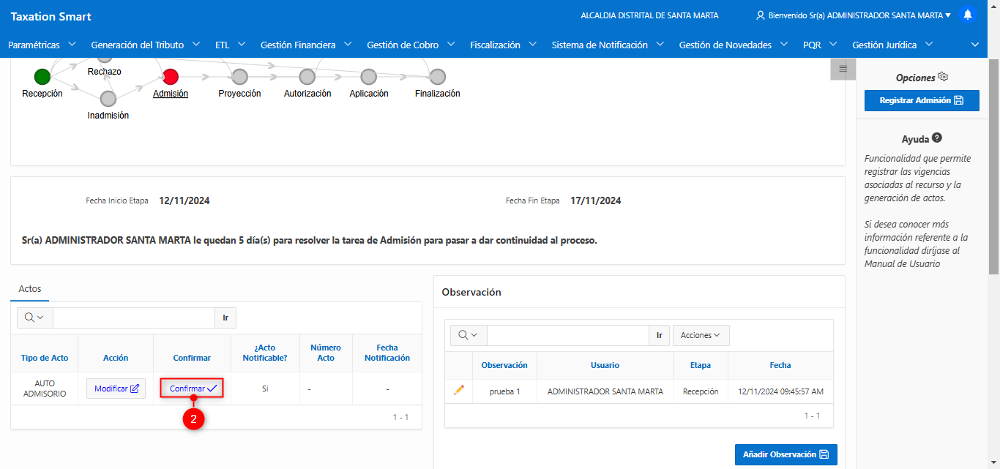 Taxation Smart
ALCALDIA DISTRITAL DE SANTA MARTA
Bienvenido Sr(a) ADMINISTRADOR SANTA MARTA
Paramétricas
Generación del Tributo
ETL
Gestión Financiera
Gestión de Cobro
Fiscalización
Sistema de Notificación
Gestión de Novedades
PQR
Gestión Jurídica
Rechazo
Recepción
Admisión
Proyección
Autorización
Aplicación
Finalización
Inadmisión
Opciones
Registrar Admisión
Ayuda
Funcionalidad que permite
registrar las vigencias
asociadas al recurso y la
generación de actos.
Si desea conocer más
información referente a la
funcionalidad diríjase al
Manual de Usuario
Fecha Inicio Etapa 12/11/2024
Fecha Fin Etapa 17/11/2024
Sr(a) ADMINISTRADOR SANTA MARTA le quedan 5 día(s) para resolver la tarea de Admisión para pasar a dar continuidad al proceso.
Actos
Ir
Tipo de Acto
Acción
Confirmar
¿Acto
Notificable?
Número
Acto
Fecha
Notificación
AUTO
ADMISORIO
Modificar
Confirmar
Si
-
-
1 - 1
2
Observación
Ir
Acciones
Observación
Usuario
Etapa
Fecha
prueba 1
ADMINISTRADOR SANTA MARTA
Recepción
12/11/2024 09:45:57 AM
1 - 1
Añadir Observación